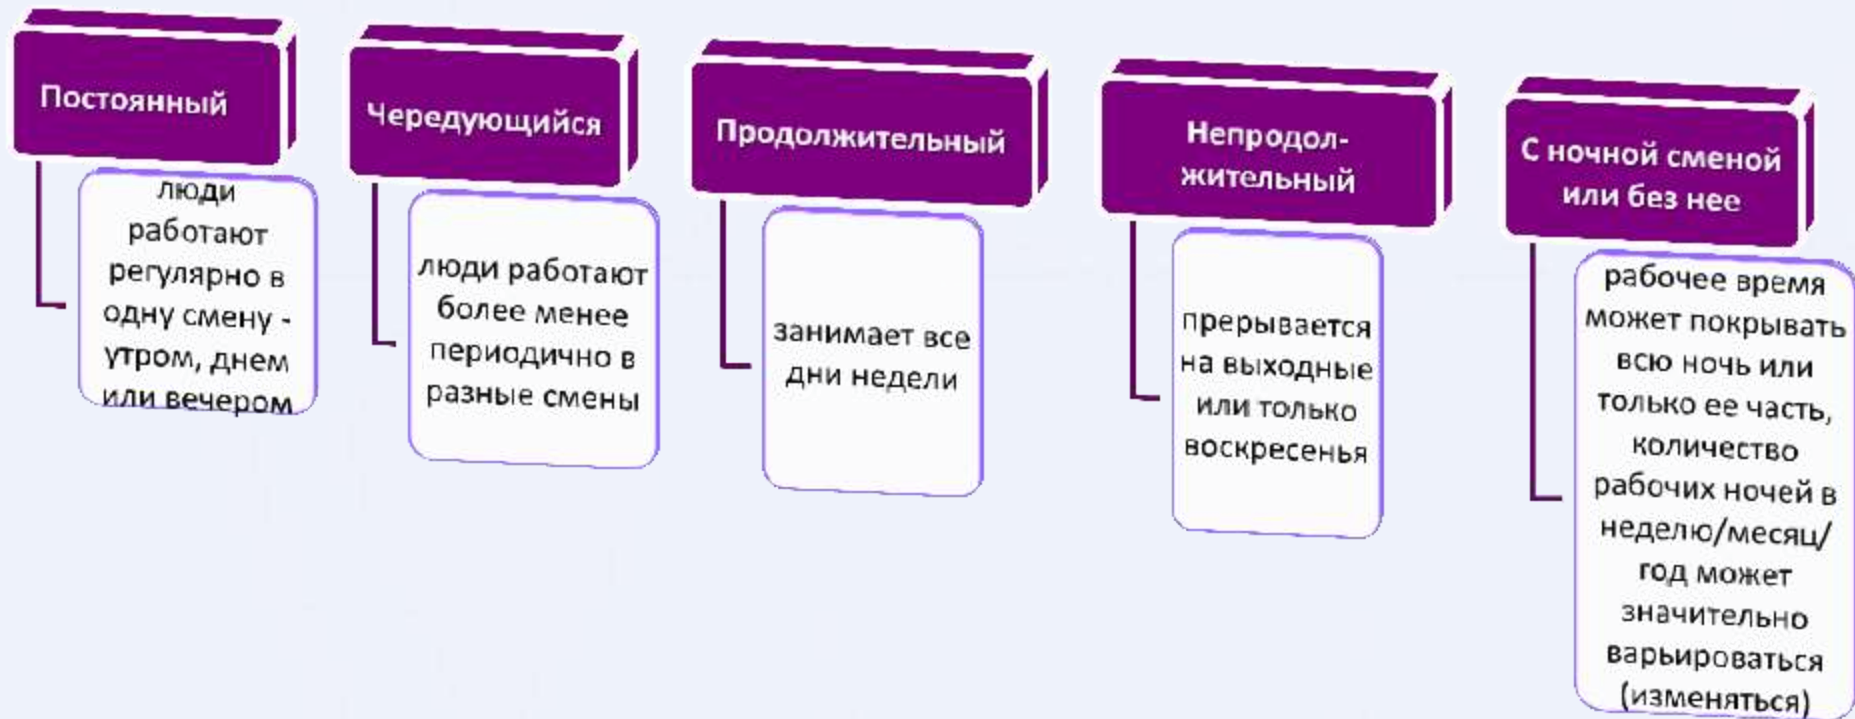 Постоянный
люди
работают
регулярно в
одну смену -
утром, днем
или вечером
Чередующийся
люди работают
более менее
периодично в
разные смены
Продолжительный
занимает все
дни недели
Непродол-
жительный
прерывается
на выходные
или только
воскресенья
С ночной сменой
или без нее
рабочее время
может покрывать
всю ночь или
только ее часть,
количество
рабочих ночей в
неделю/месяц/
год может
значительно
варьироваться
(изменяться)